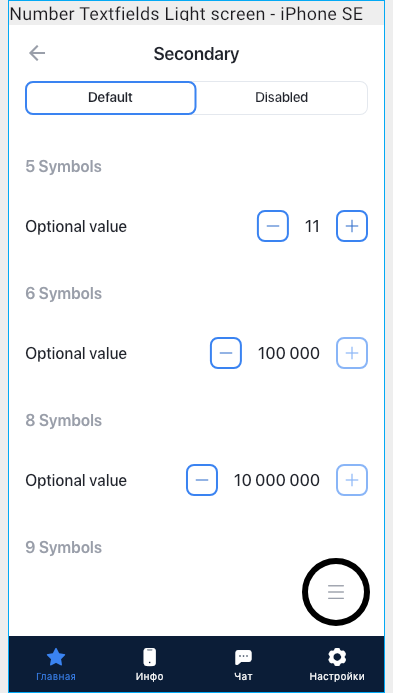 Number Textfields Light screen - iPhone SE
Secondary
Default Disabled
5 Symbols
Optional value 11
6 Symbols
Optional value 100 000
8 Symbols
Optional value 10 000 000
9 Symbols
Главная Инфо Чат Настройки